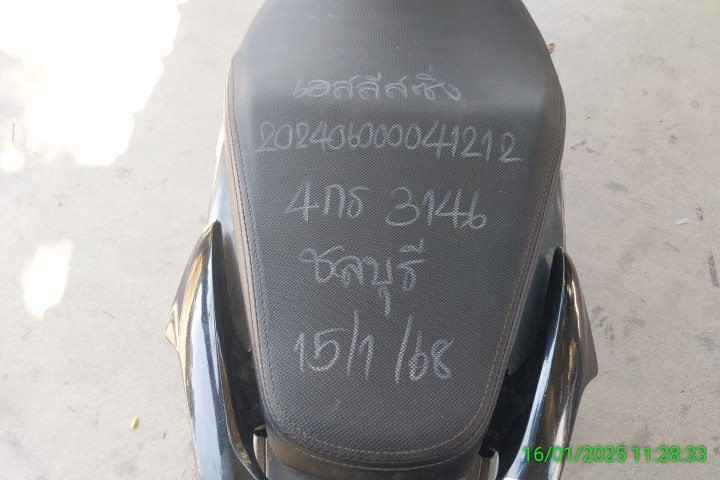 เอสลีสซิ่ง
202406000041212
4กร 3146
ชลบุรี
15/1/68
16/01/2025 11:28:33